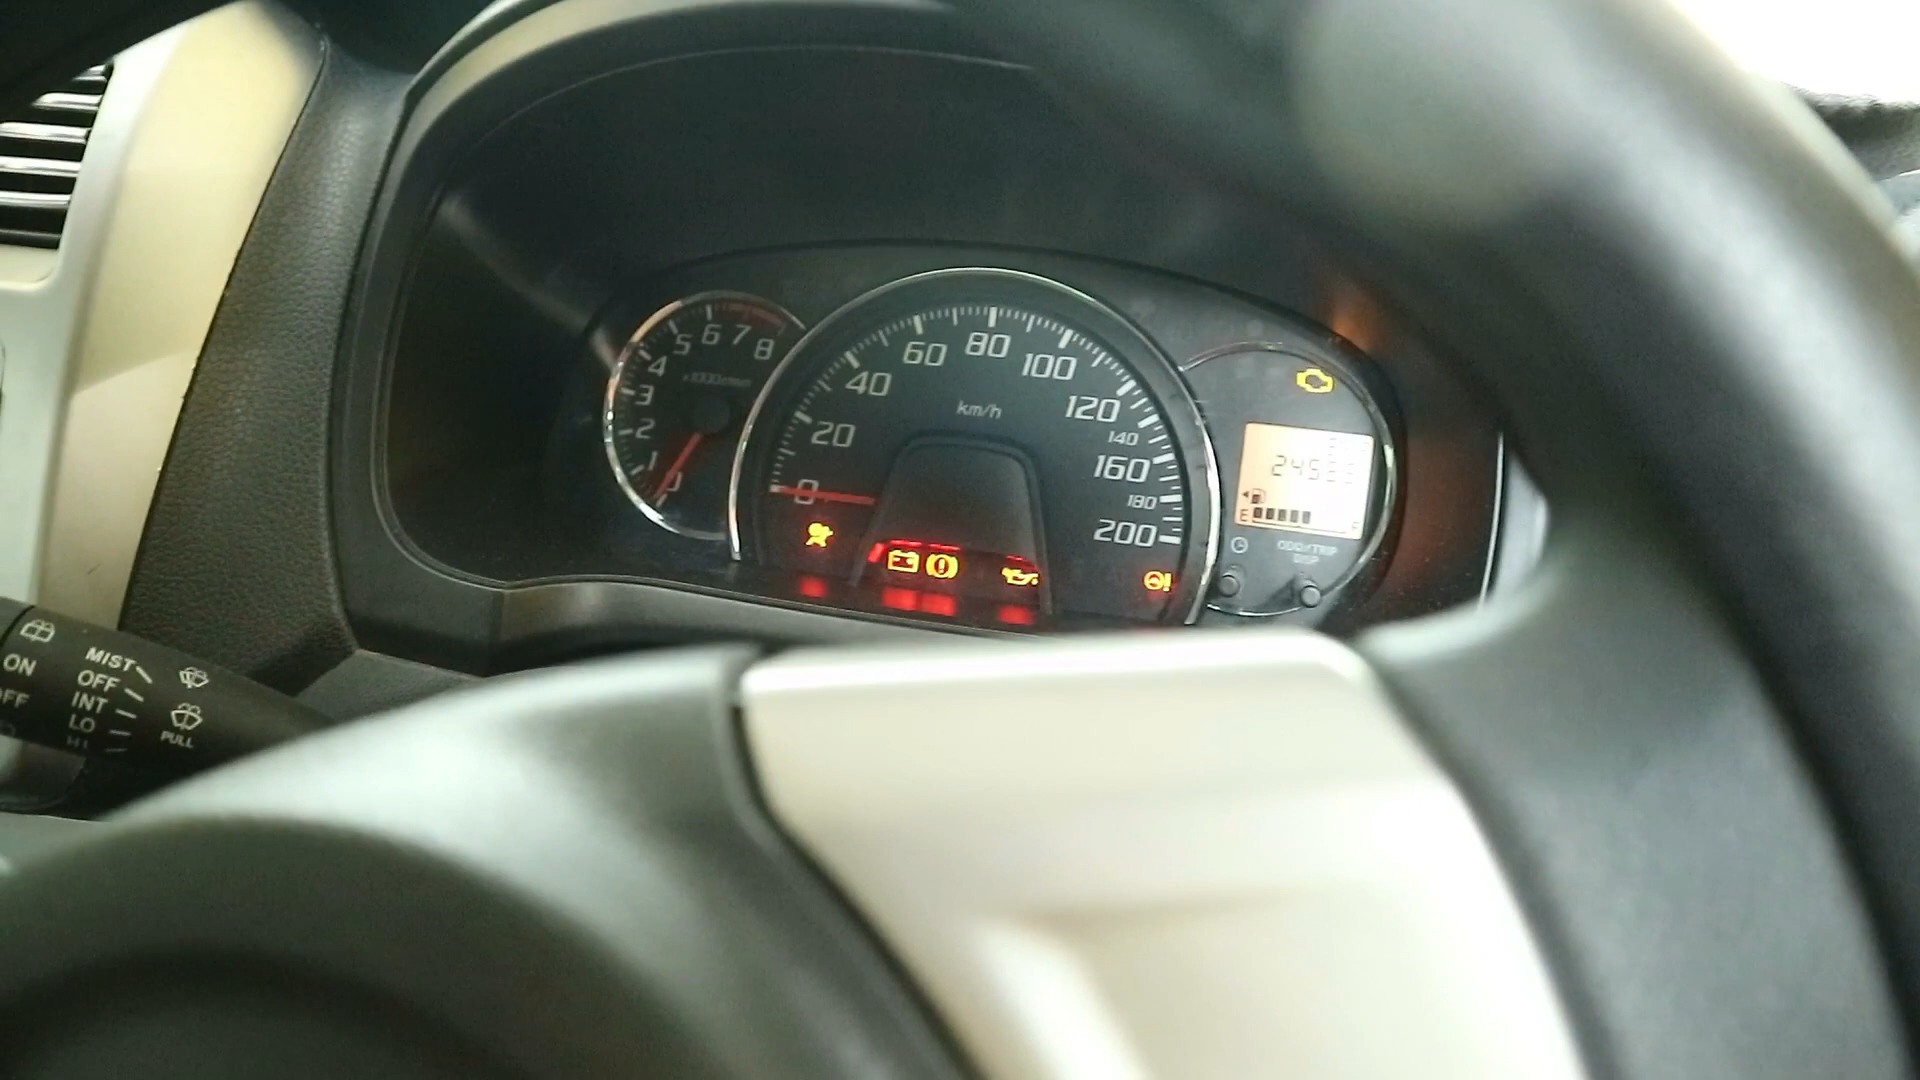 0 1 2 3 4 5 6 7 8
x1000r/min
0 20 40 60 80 100 120 140 160 180 200
km/h
E F
ODO/TRIP
DISP
ON
OFF
MIST
OFF
INT
LO
HI
PULL